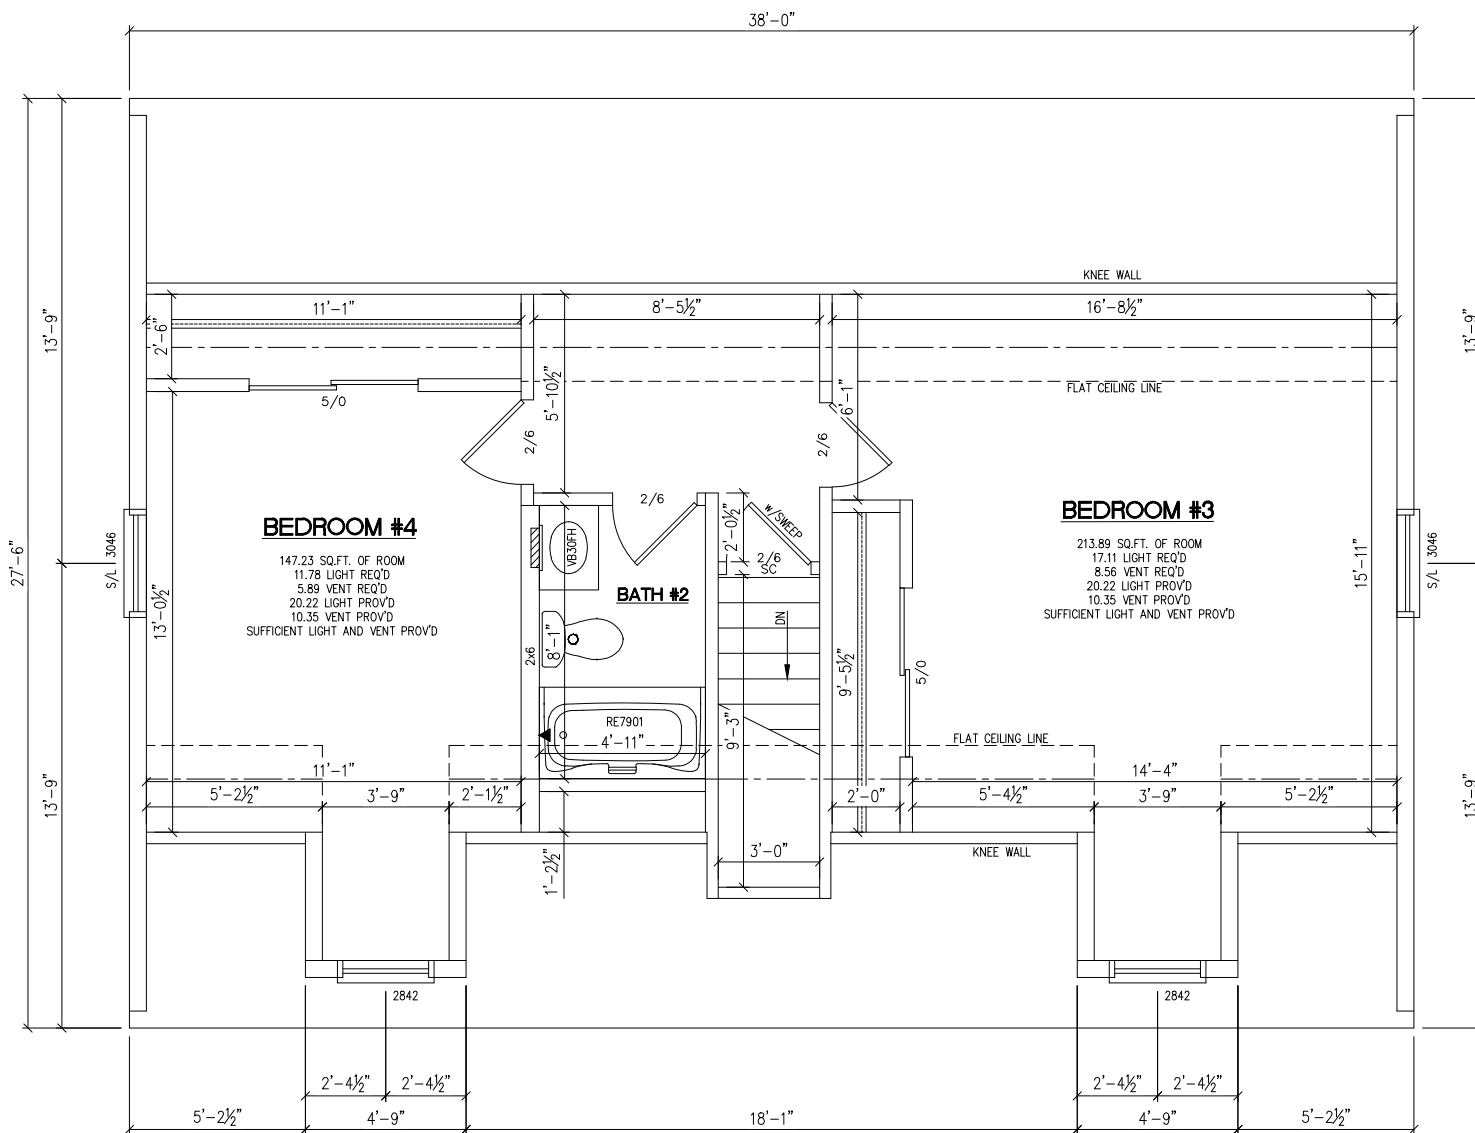 38'-0"
KNEE WALL
11'-1"
8'-5½"
16'-8½"
13'-9"
2'-6"
13'-9"
FLAT CEILING LINE
5/0
5'-10½"
6'-1"
2/6
2/6
2/6
w/SWEEP
2'-0½"
2/6
SC
BEDROOM #4
147.23 SQ.FT. OF ROOM
11.78 LIGHT REQ'D
5.89 VENT REQ'D
20.22 LIGHT PROV'D
10.35 VENT PROV'D
SUFFICIENT LIGHT AND VENT PROV'D
BEDROOM #3
213.89 SQ.FT. OF ROOM
17.11 LIGHT REQ'D
8.56 VENT REQ'D
20.22 LIGHT PROV'D
10.35 VENT PROV'D
SUFFICIENT LIGHT AND VENT PROV'D
27'-6"
S/L 3046
13'-0½"
VB30FH
BATH #2
DN
15'-11"
S/L 3046
2x6
8'-1"
9'-5½"
5/0
RE7901
4'-11"
9'-3"
FLAT CEILING LINE
13'-9"
11'-1"
14'-4"
13'-9"
5'-2½"
3'-9"
2'-1½"
2'-0"
5'-4½"
3'-9"
5'-2½"
3'-0"
KNEE WALL
1'-2½"
2842
2842
2'-4½"
2'-4½"
2'-4½"
2'-4½"
5'-2½"
4'-9"
18'-1"
4'-9"
5'-2½"